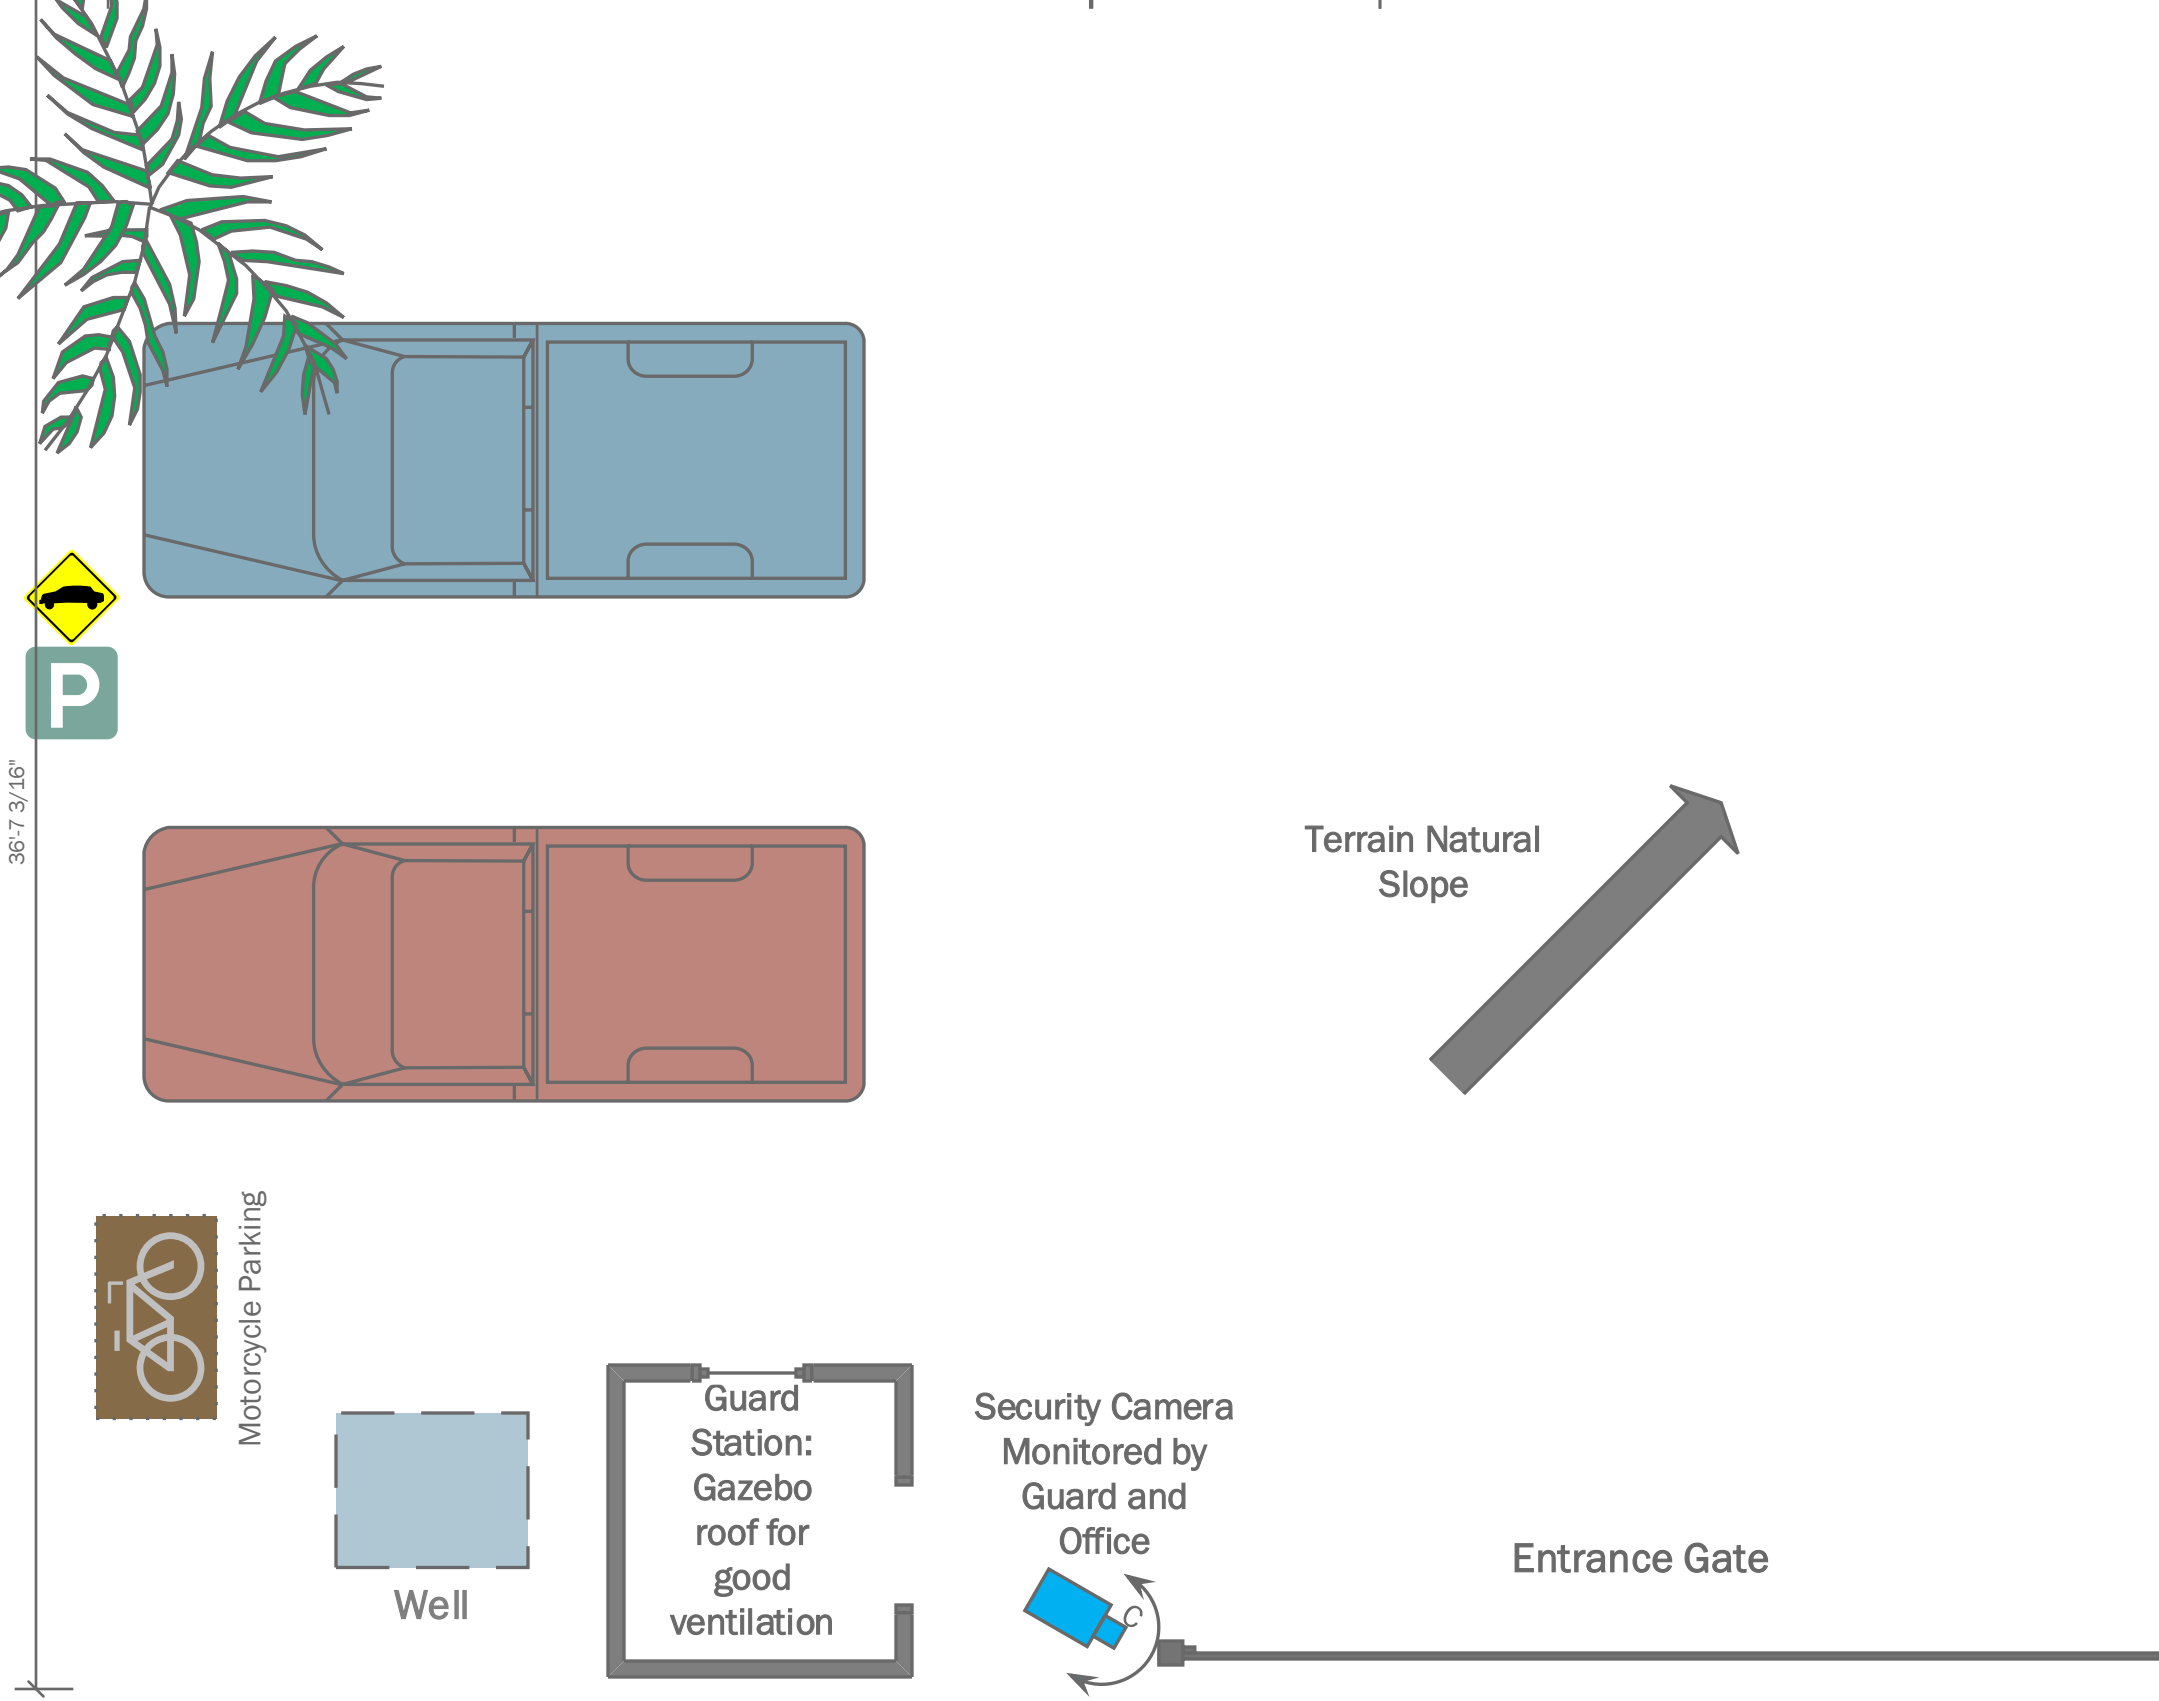 P
36'-7 3/16"
Terrain Natural
Slope
Motorcycle Parking
Guard
Station:
Gazebo
roof for
good
ventilation
Security Camera
Monitored by
Guard and
Office
C
Entrance Gate
Well